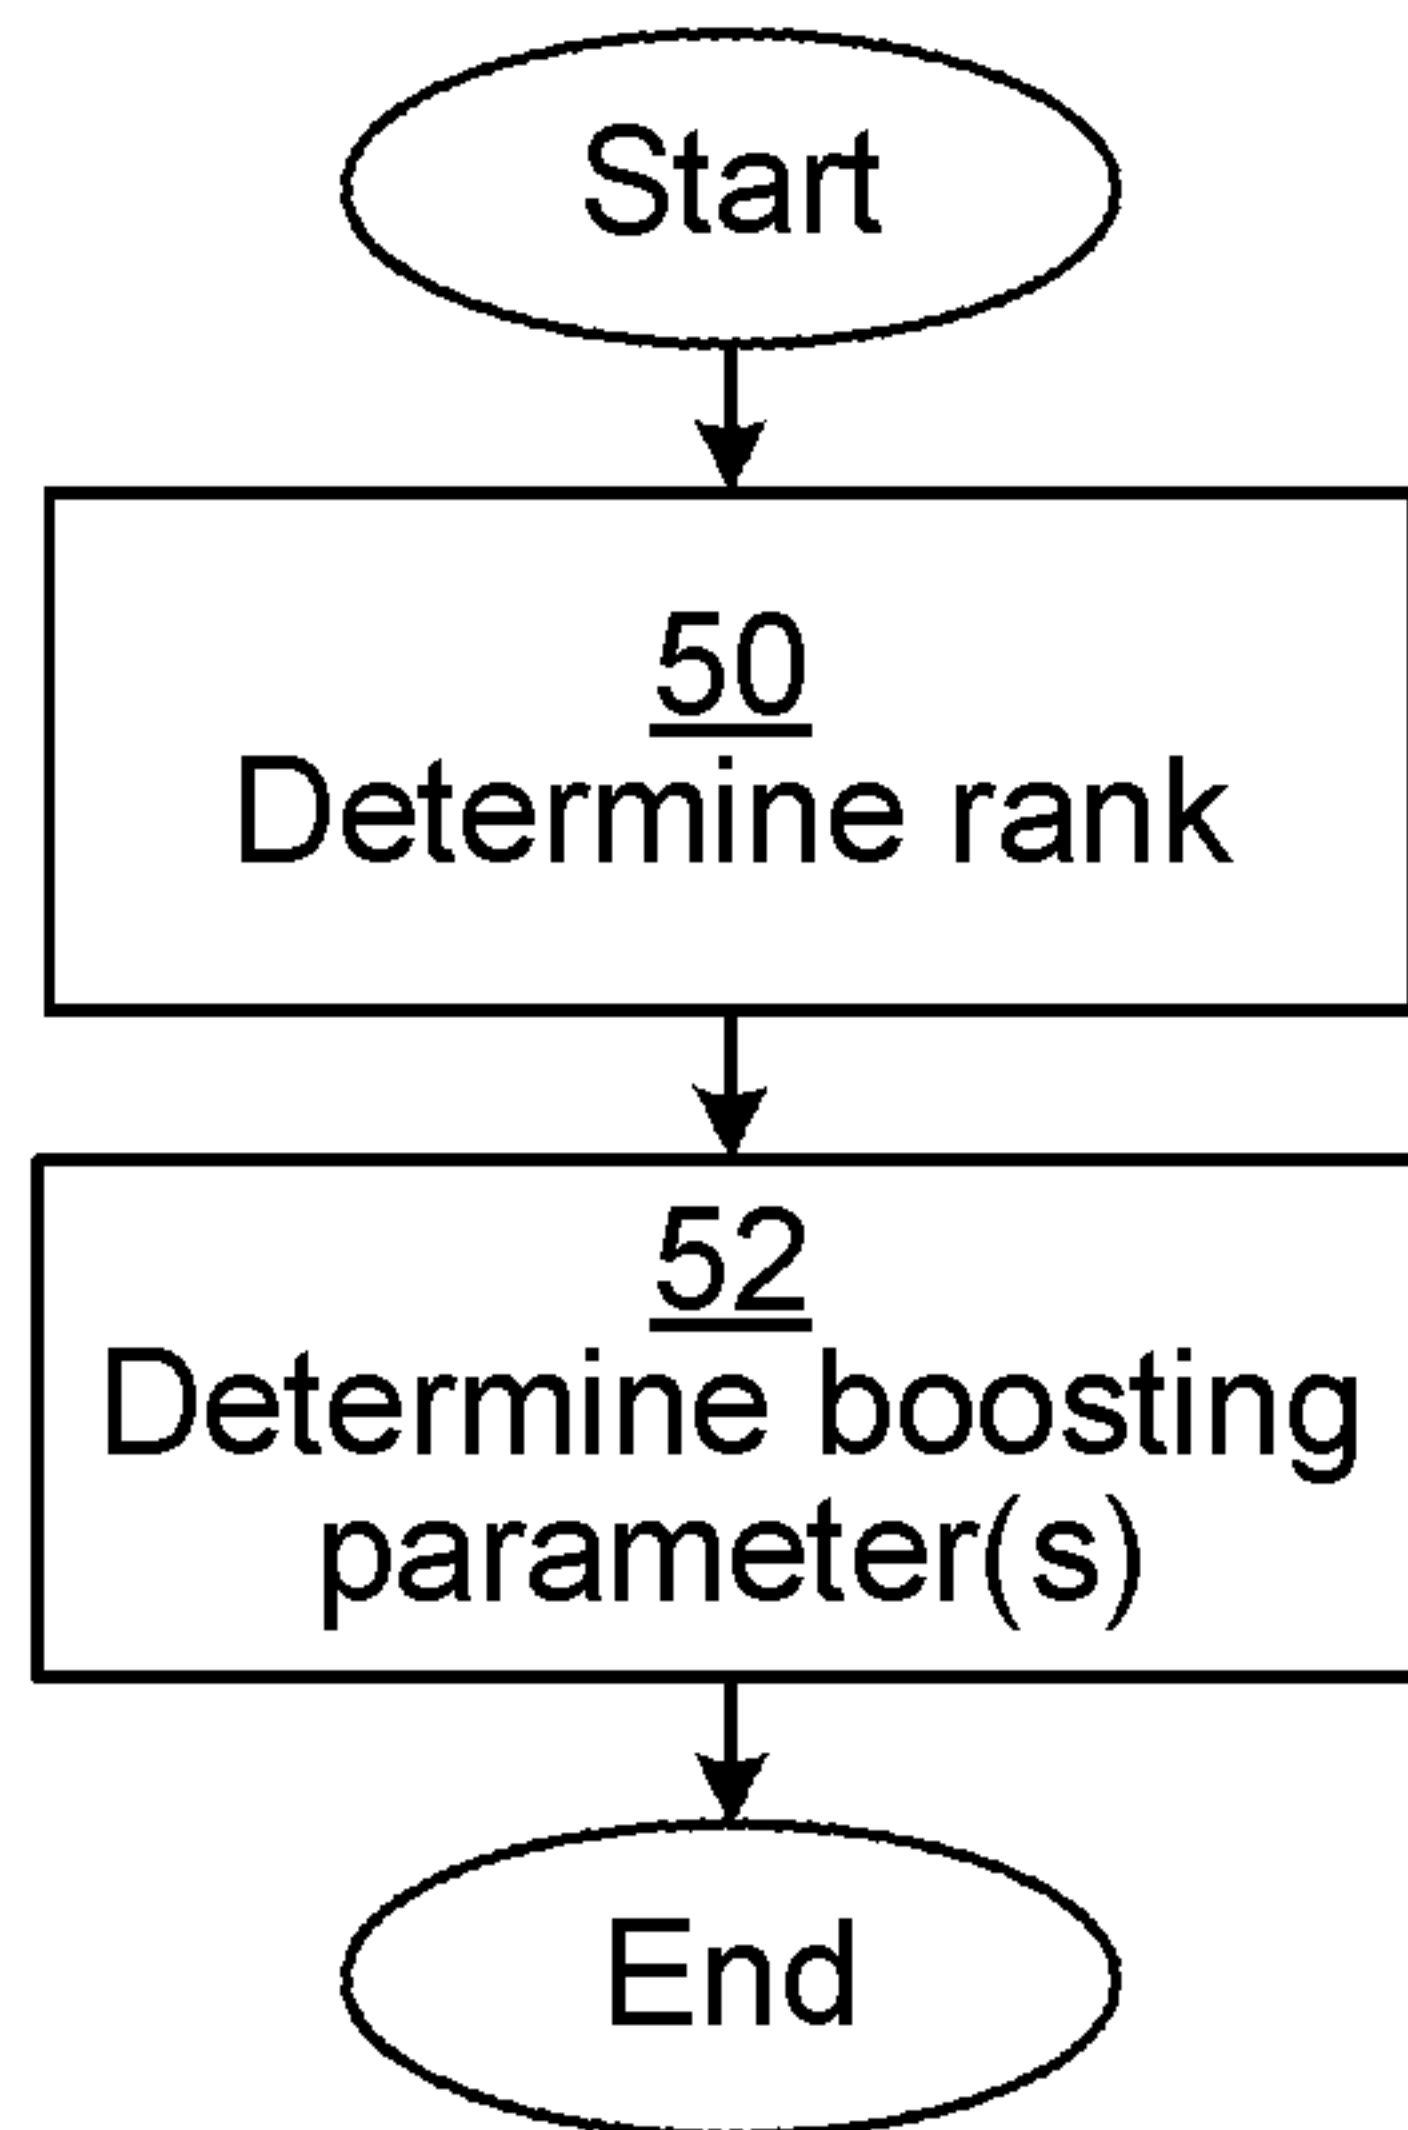 Start
50
Determine rank
52
Determine boosting
parameter(s)
End